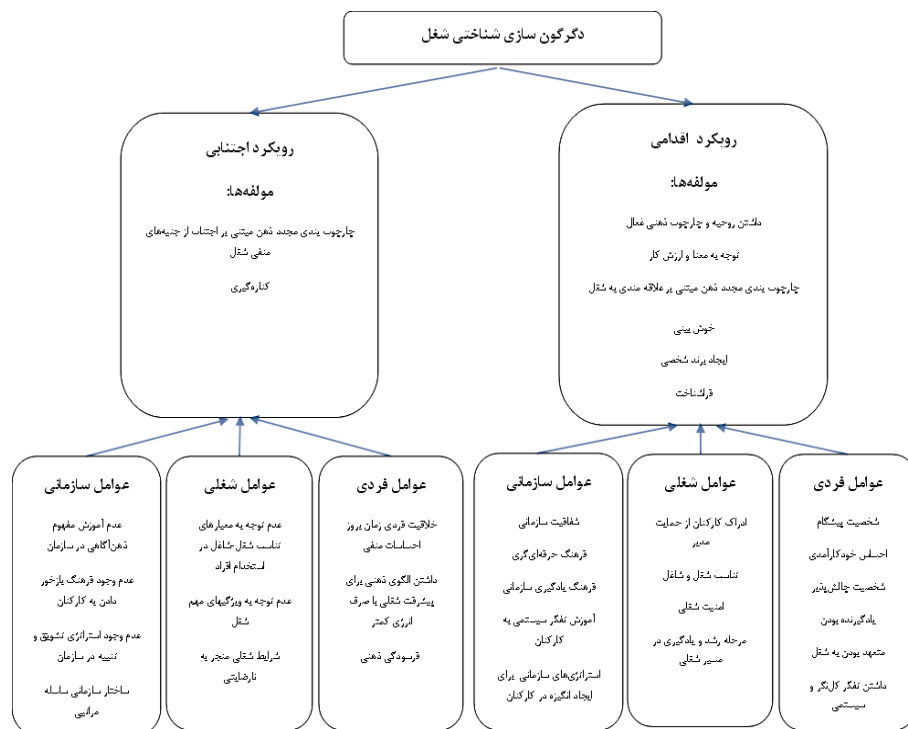 دگرگون سازی شناختی شغل
رویکرد اقدامی
مولفه‌ها:
داشتن روحیه و چارچوب ذهنی فعال
توجه به معنا و ارزش کار
چارچوب بندی مجدد ذهن مبتنی بر علاقه مندی به شغل
خوش بینی
ایجاد برند شخصی
فراشناخت
رویکرد اجتنابی
مولفه‌ها:
چارچوب بندی مجدد ذهن مبتنی بر اجتناب از جنبه‌های
منفی شغل
کناره‌گیری
عوامل فردی
شخصیت پیشگام
احساس خودکارآمدی
شخصیت چالش‌پذیر
یادگیرنده بودن
متعهد بودن به شغل
داشتن تفکر کل‌نگر و
سیستمی
عوامل شغلی
ادراک کارکنان از حمایت
مدیر
تناسب شغل و شاغل
امنیت شغلی
مرحله رشد و یادگیری در
مسیر شغلی
عوامل سازمانی
شفافیت سازمانی
فرهنگ حرفه‌ای‌گری
فرهنگ یادگیری سازمانی
آموزش تفکر سیستمی به
کارکنان
استراتژی‌های سازمانی برای
ایجاد انگیزه در کارکنان
عوامل فردی
خلاقیت فردی زمان بروز
احساسات منفی
داشتن الگوی ذهنی برای
پیشرفت شغلی با صرف
انرژی کمتر
فرسودگی ذهنی
عوامل شغلی
عدم توجه به معیارهای
تناسب شغل-شاغل در
استخدام افراد
عدم توجه به ویژگیهای مهم
شغل
شرایط شغلی منجر به
نارضایتی
عوامل سازمانی
عدم آموزش مفهوم
ذهن‌آگاهی در سازمان
عدم وجود فرهنگ بازخور
دادن به کارکنان
عدم وجود استراتژی تشویق و
تنبیه در سازمان
ساختار سازمانی سلسله
مراتبی